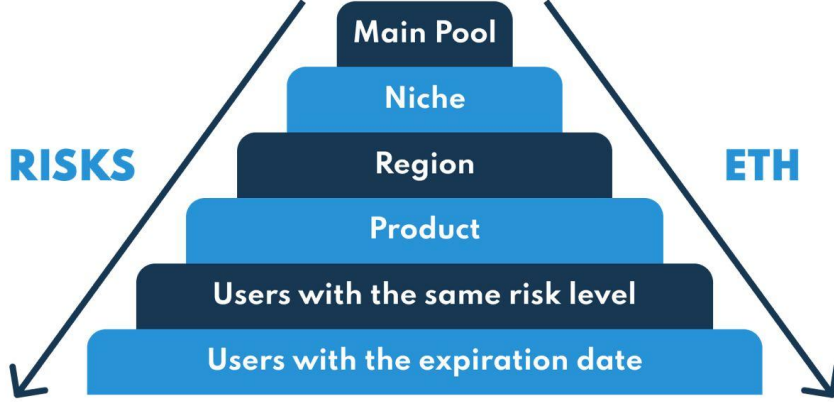 Main Pool
Niche
RISKS
Region
ETH
Product
Users with the same risk level
Users with the expiration date